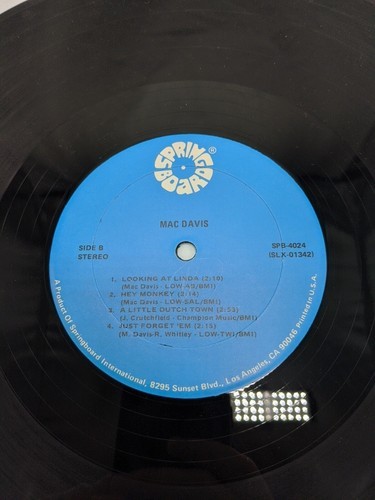 SPRING
BOARD®
MAC DAVIS
SIDE B
STEREO
SPB-4024
(SLX-01342)
1. LOOKING AT LINDA (2:19)
(Mac Davis - LOW-AB/BMI)
2. HEY MONKEY (2:14)
(Mac Davis - LOW-SAL/BMI)
3. A LITTLE DUTCH TOWN (2:33)
(J. Crutchfield - Champion Music/BMI)
4. JUST FORGET 'EM (2:15)
(M. Davis-R. Whitley - LOW-TWI/BMI)
A Product Of Springboard International, 8295 Sunset Blvd., Los Angeles, CA 90046 Printed in U.S.A.